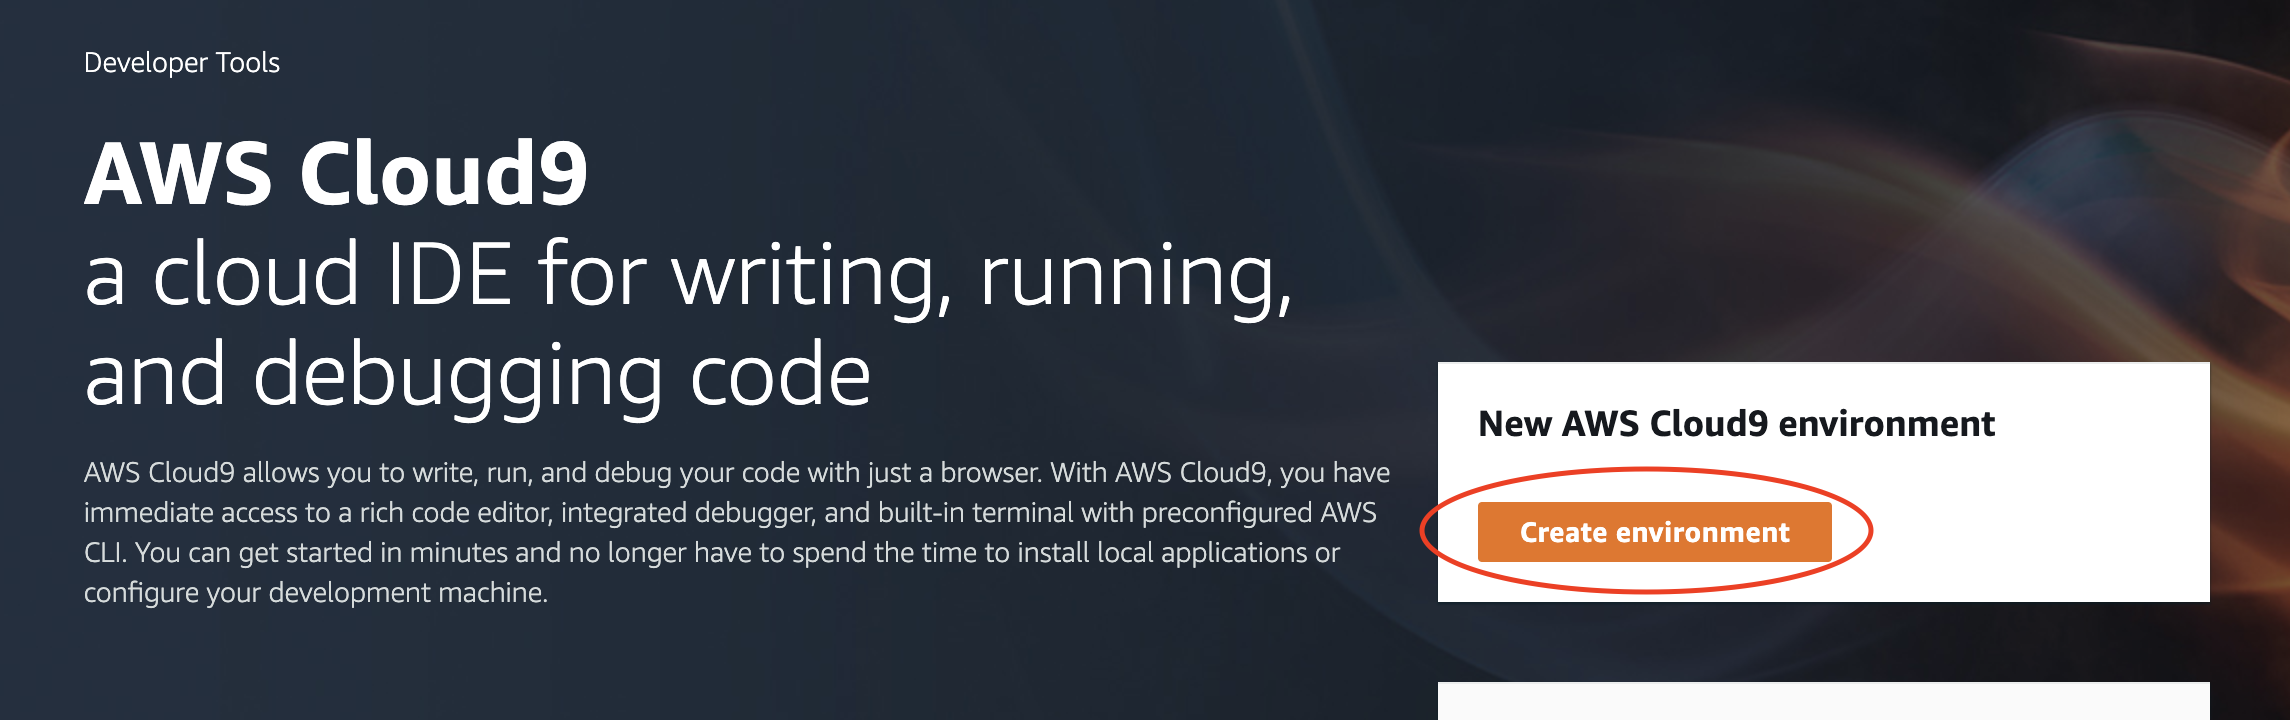 Developer Tools
AWS Cloud9
a cloud IDE for writing, running,
and debugging code
AWS Cloud9 allows you to write, run, and debug your code with just a browser. With AWS Cloud9, you have
immediate access to a rich code editor, integrated debugger, and built-in terminal with preconfigured AWS
CLI. You can get started in minutes and no longer have to spend the time to install local applications or
configure your development machine.
New AWS Cloud9 environment
Create environment